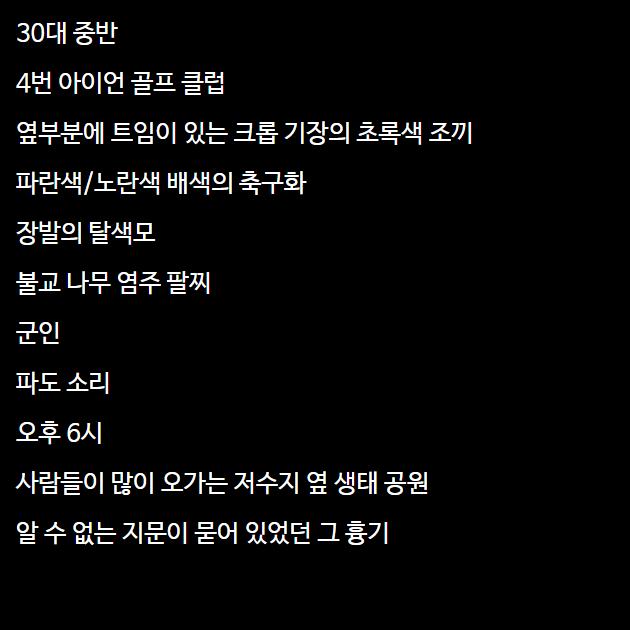 30대 중반
4번 아이언 골프 클럽
옆부분에 트임이 있는 크롭 기장의 초록색 조끼
파란색/노란색 배색의 축구화
장발의 탈색모
불교 나무 염주 팔찌
군인
파도 소리
오후 6시
사람들이 많이 오가는 저수지 옆 생태 공원
알 수 없는 지문이 묻어 있었던 그 흉기